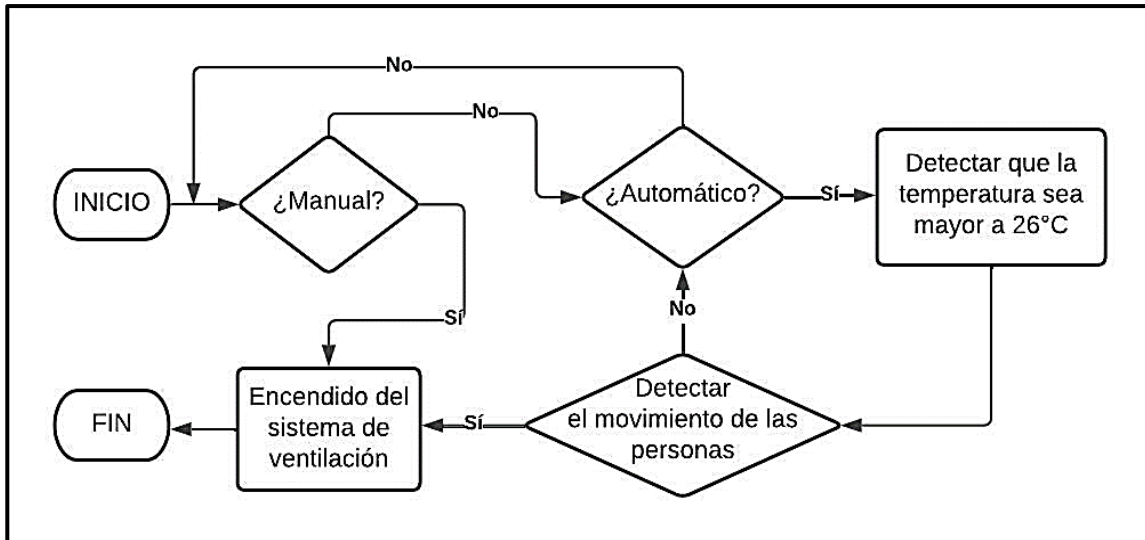 No
No
INICIO
¿Manual?
¿Automático?
Sí
Detectar que la
temperatura sea
mayor a 26°C
Sí
No
Encendido del
sistema de
ventilación
FIN
Sí
Detectar
el movimiento de las
personas